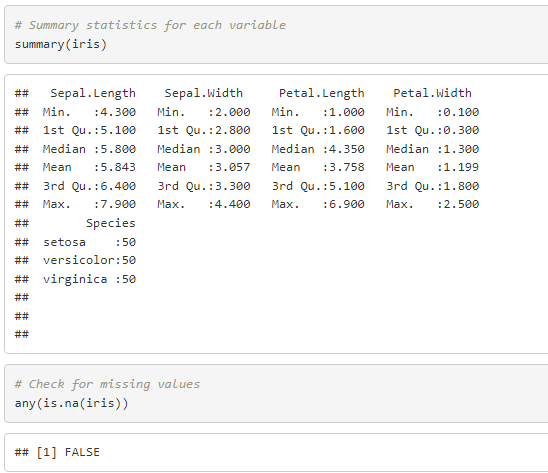 # Summary statistics for each variable
summary(iris)
##   Sepal.Length    Sepal.Width     Petal.Length    Petal.Width
##  Min.   :4.300   Min.   :2.000   Min.   :1.000   Min.   :0.100
##  1st Qu.:5.100   1st Qu.:2.800   1st Qu.:1.600   1st Qu.:0.300
##  Median :5.800   Median :3.000   Median :4.350   Median :1.300
##  Mean   :5.843   Mean   :3.057   Mean   :3.758   Mean   :1.199
##  3rd Qu.:6.400   3rd Qu.:3.300   3rd Qu.:5.100   3rd Qu.:1.800
##  Max.   :7.900   Max.   :4.400   Max.   :6.900   Max.   :2.500
##        Species
##  setosa    :50
##  versicolor:50
##  virginica :50
##
##
##
# Check for missing values
any(is.na(iris))
## [1] FALSE